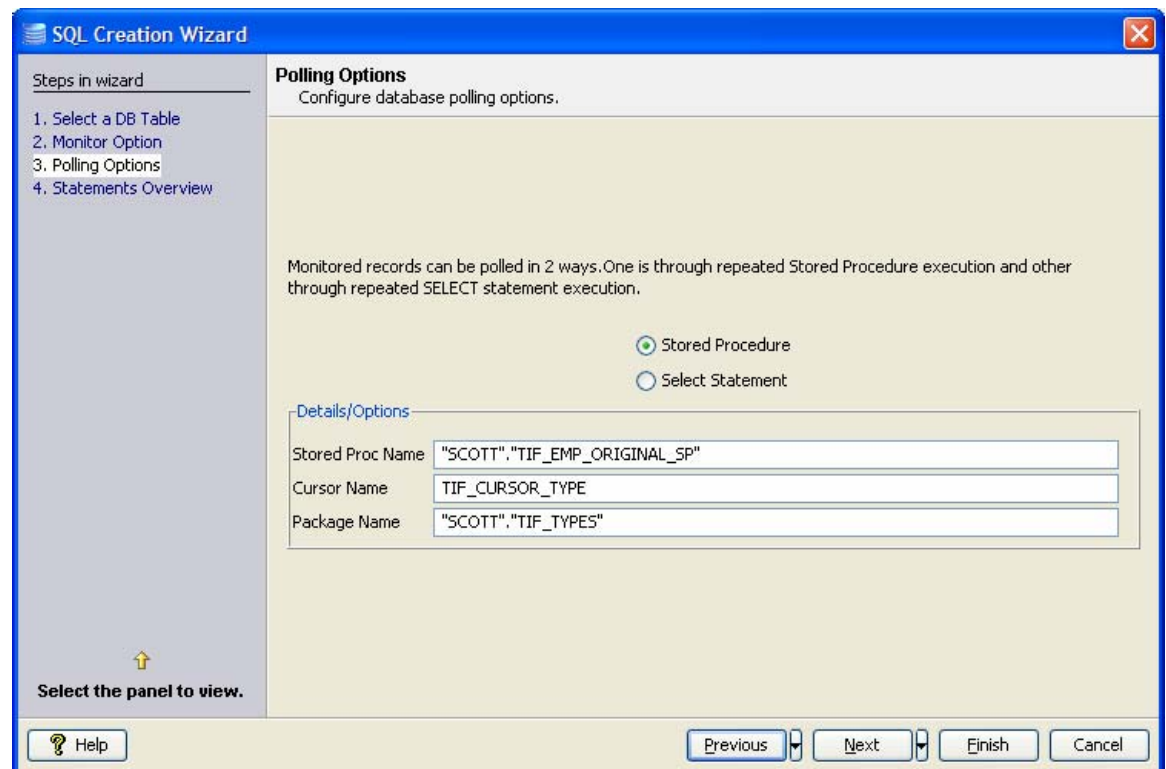 SQL Creation Wizard
Steps in wizard
1. Select a DB Table
2. Monitor Option
3. Polling Options
4. Statements Overview
Select the panel to view.
Polling Options
Configure database polling options.
Monitored records can be polled in 2 ways.One is through repeated Stored Procedure execution and other
through repeated SELECT statement execution.
Stored Procedure
Select Statement
Details/Options
Stored Proc Name "SCOTT"."TIF_EMP_ORIGINAL_SP"
Cursor Name TIF_CURSOR_TYPE
Package Name "SCOTT"."TIF_TYPES"
Help Previous Next Finish Cancel